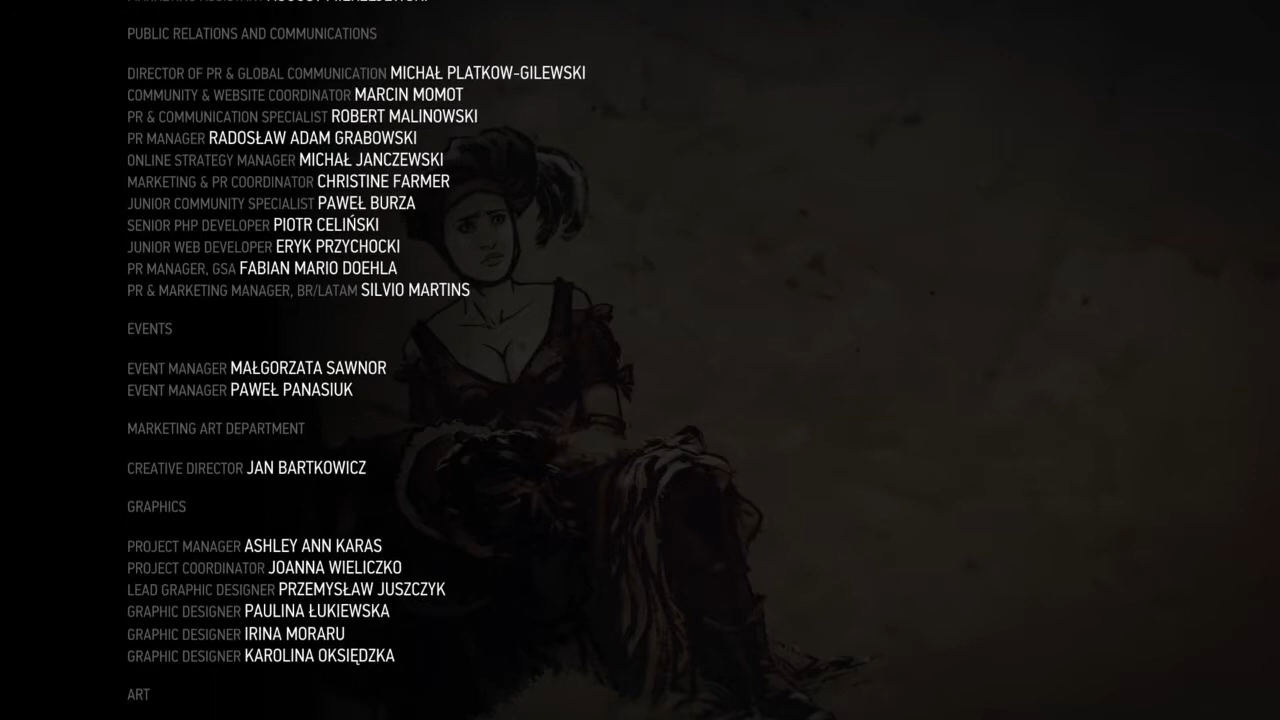 PUBLIC RELATIONS AND COMMUNICATIONS
DIRECTOR OF PR & GLOBAL COMMUNICATION MICHAŁ PLATKOW-GILEWSKI
COMMUNITY & WEBSITE COORDINATOR MARCIN MOMOT
PR & COMMUNICATION SPECIALIST ROBERT MALINOWSKI
PR MANAGER RADOSŁAW ADAM GRABOWSKI
ONLINE STRATEGY MANAGER MICHAŁ JANCZEWSKI
MARKETING & PR COORDINATOR CHRISTINE FARMER
JUNIOR COMMUNITY SPECIALIST PAWEŁ BURZA
SENIOR PHP DEVELOPER PIOTR CELIŃSKI
JUNIOR WEB DEVELOPER ERYK PRZYCHOCKI
PR MANAGER, GSA FABIAN MARIO DOEHLA
PR & MARKETING MANAGER, BR/LATAM SILVIO MARTINS
EVENTS
EVENT MANAGER MAŁGORZATA SAWNOR
EVENT MANAGER PAWEŁ PANASIUK
MARKETING ART DEPARTMENT
CREATIVE DIRECTOR JAN BARTKOWICZ
GRAPHICS
PROJECT MANAGER ASHLEY ANN KARAS
PROJECT COORDINATOR JOANNA WIELICZKO
LEAD GRAPHIC DESIGNER PRZEMYSŁAW JUSZCZYK
GRAPHIC DESIGNER PAULINA ŁUKIEWSKA
GRAPHIC DESIGNER IRINA MORARU
GRAPHIC DESIGNER KAROLINA OKSIĘDZKA
ART